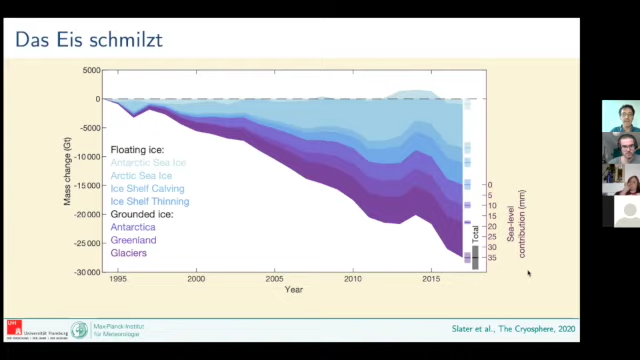 Das Eis schmilzt
5000
0
-5000
-10 000
-15 000
-20 000
-25 000
-30 000
Mass change (Gt)
Floating ice:
Antarctic Sea Ice
Arctic Sea Ice
Ice Shelf Calving
Ice Shelf Thinning
Grounded ice:
Antarctica
Greenland
Glaciers
1995
2000
2005
2010
2015
Year
0
5
10
15
20
25
30
35
Total
Sea-level
contribution (mm)
UH
Universität Hamburg
Max-Planck-Institut
für Meteorologie
Slater et al., The Cryosphere, 2020